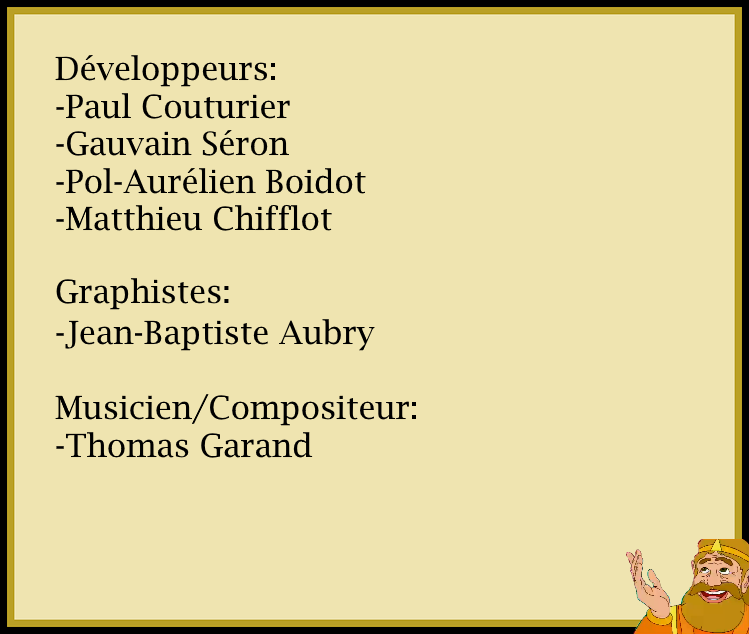 Développeurs:
-Paul Couturier
-Gauvain Séron
-Pol-Aurélien Boidot
-Matthieu Chifflot
Graphistes:
-Jean-Baptiste Aubry
Musicien/Compositeur:
-Thomas Garand